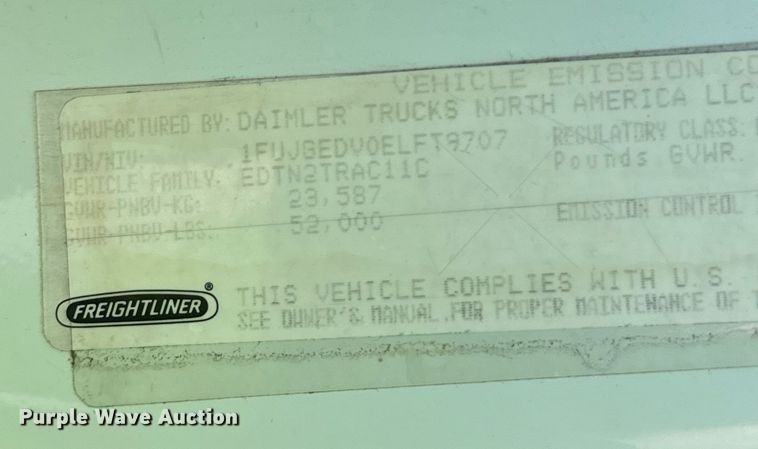 VEHICLE EMISSION CO
MANUFACTURED BY: DAIMLER TRUCKS NORTH AMERICA LLC
VIN/NIV: 1FUJGEDV0ELFT9707 REGULATORY CLASS:
VEHICLE FAMILY: EDTN2TRAC11C Pounds GVWR.
GVWR-PNBV-KG: 23,587
GVWR-PNBV-LBS: 52,000 EMISSION CONTROL
THIS VEHICLE COMPLIES WITH U.S.
FREIGHTLINER®
SEE OWNER'S MANUAL FOR PROPER MAINTENANCE OF T
Purple Wave Auction